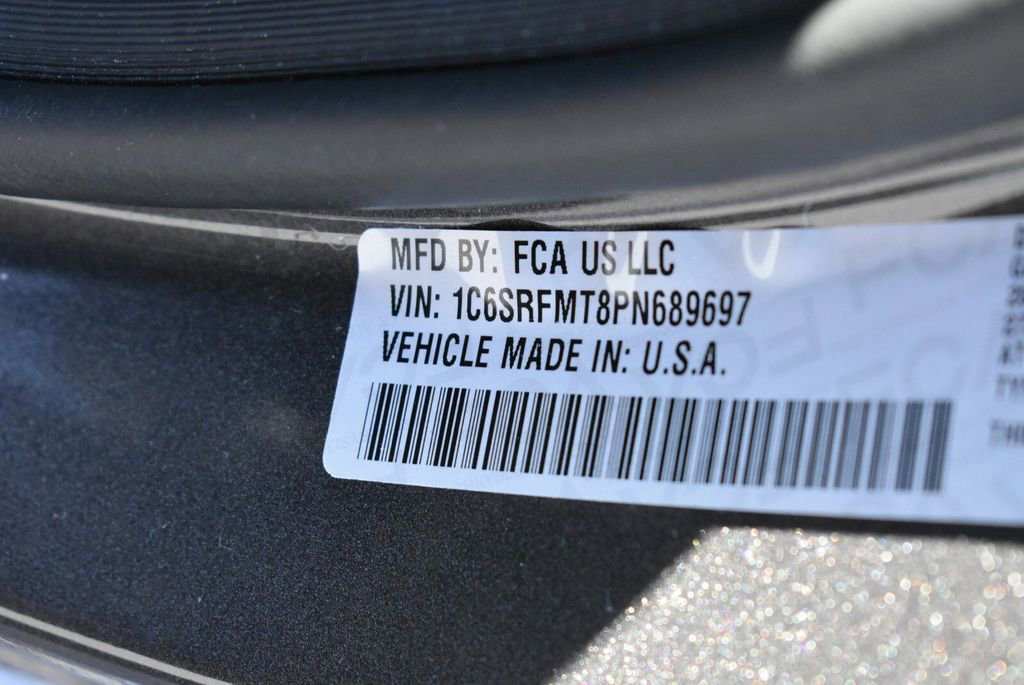 MFD BY: FCA US LLC
VIN: 1C6SRFMT8PN689697
VEHICLE MADE IN: U.S.A.